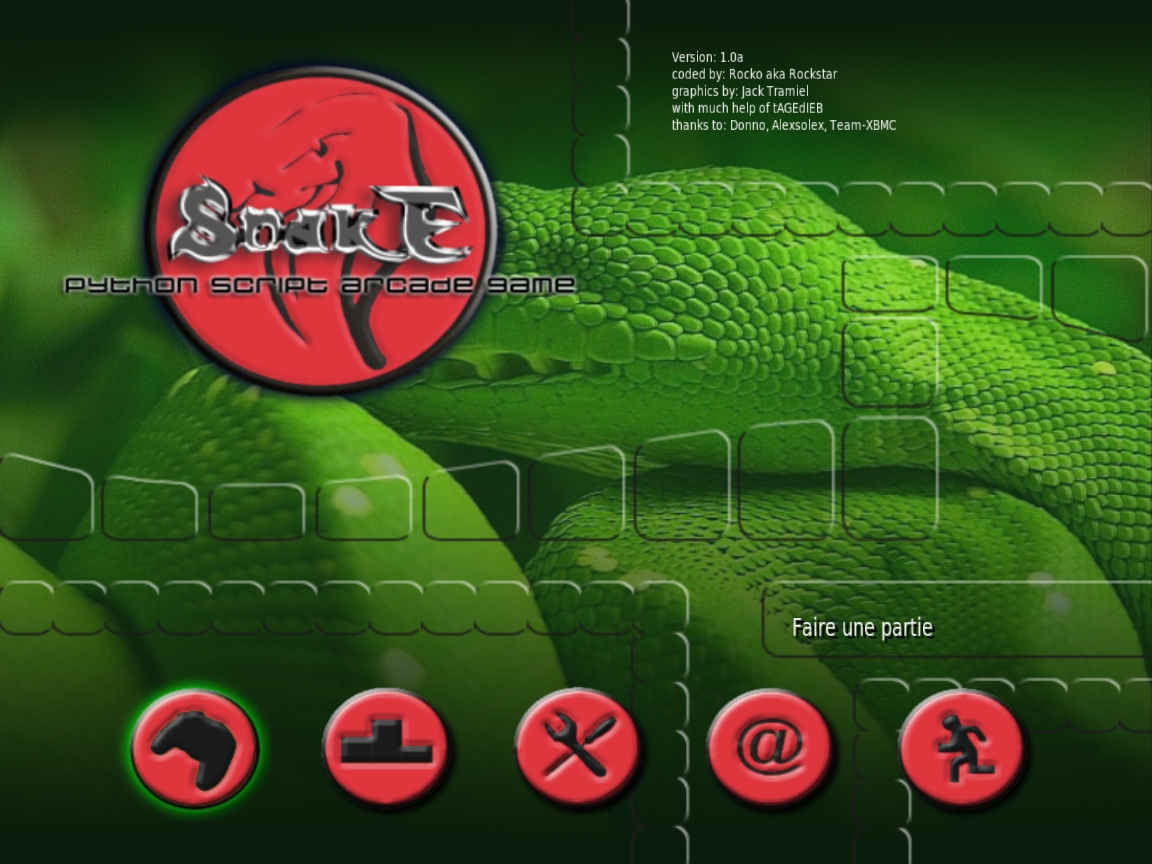 Version: 1.0a
coded by: Rocko aka Rockstar
graphics by: Jack Tramiel
with much help of tAGEdIEB
thanks to: Donno, Alexsolex, Team-XBMC
SnakE
python script arcade game
Faire une partie
@